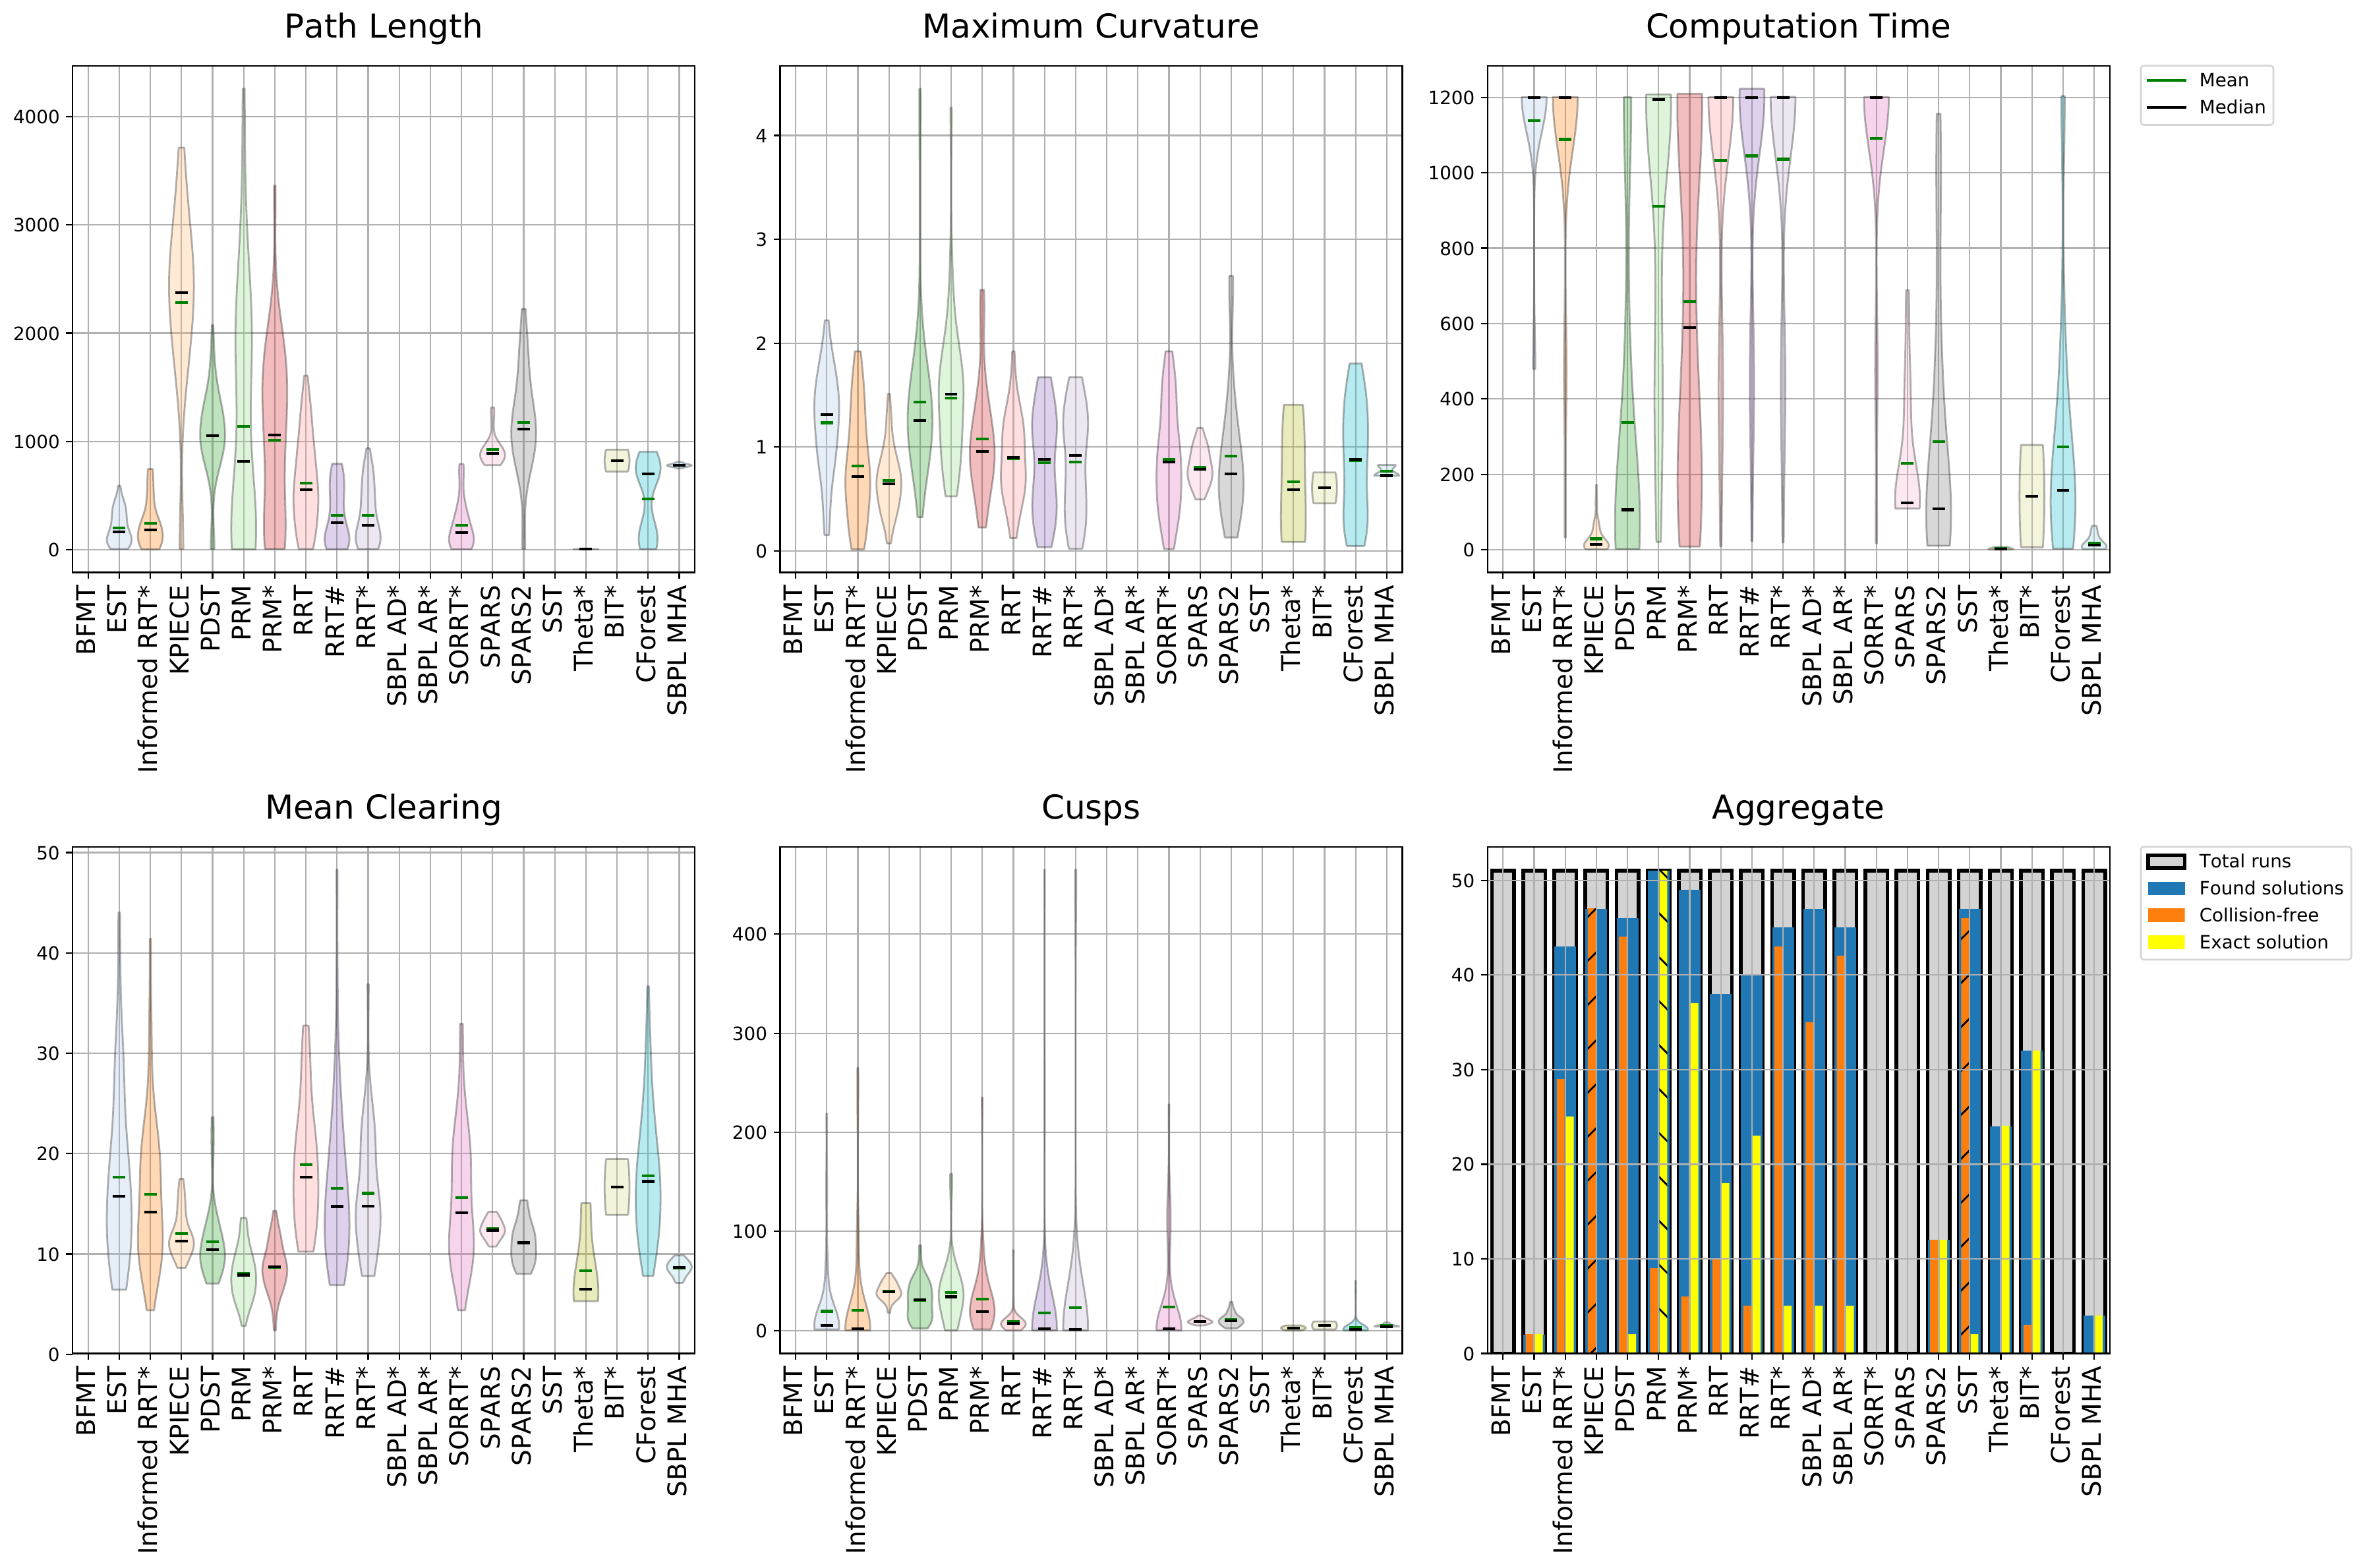 Path Length
4000
3000
2000
1000
0
BFMT
EST
Informed RRT*
KPIECE
PDST
PRM
PRM*
RRT
RRT#
RRT*
SBPL AD*
SBPL AR*
SORRT*
SPARS
SPARS2
SST
Theta*
BIT*
CForest
SBPL MHA
Maximum Curvature
4
3
2
1
0
BFMT
EST
Informed RRT*
KPIECE
PDST
PRM
PRM*
RRT
RRT#
RRT*
SBPL AD*
SBPL AR*
SORRT*
SPARS
SPARS2
SST
Theta*
BIT*
CForest
SBPL MHA
Computation Time
1200
1000
800
600
400
200
0
BFMT
EST
Informed RRT*
KPIECE
PDST
PRM
PRM*
RRT
RRT#
RRT*
SBPL AD*
SBPL AR*
SORRT*
SPARS
SPARS2
SST
Theta*
BIT*
CForest
SBPL MHA
Mean
Median
Mean Clearing
50
40
30
20
10
0
BFMT
EST
Informed RRT*
KPIECE
PDST
PRM
PRM*
RRT
RRT#
RRT*
SBPL AD*
SBPL AR*
SORRT*
SPARS
SPARS2
SST
Theta*
BIT*
CForest
SBPL MHA
Cusps
400
300
200
100
0
BFMT
EST
Informed RRT*
KPIECE
PDST
PRM
PRM*
RRT
RRT#
RRT*
SBPL AD*
SBPL AR*
SORRT*
SPARS
SPARS2
SST
Theta*
BIT*
CForest
SBPL MHA
Aggregate
50
40
30
20
10
0
BFMT
EST
Informed RRT*
KPIECE
PDST
PRM
PRM*
RRT
RRT#
RRT*
SBPL AD*
SBPL AR*
SORRT*
SPARS
SPARS2
SST
Theta*
BIT*
CForest
SBPL MHA
Total runs
Found solutions
Collision-free
Exact solution